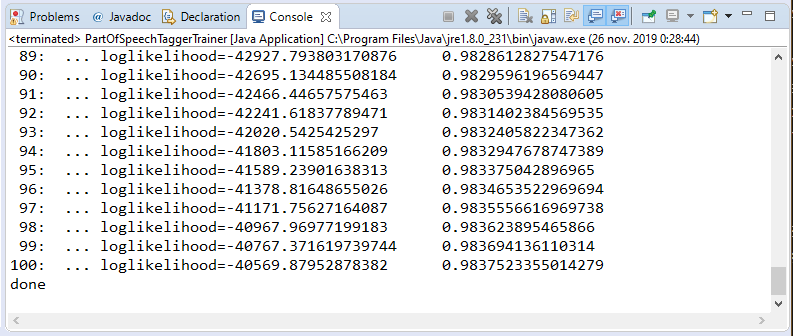 Problems @ Javadoc Declaration Console
<terminated> PartOfSpeechTaggerTrainer [Java Application] C:\Program Files\Java\jre1.8.0_231\bin\javaw.exe (26 nov. 2019 0:28:44)
89: ... loglikelihood=-42927.793803170876 0.9828612827547176
90: ... loglikelihood=-42695.134485508184 0.9829596196569447
91: ... loglikelihood=-42466.44657575463 0.9830539428080605
92: ... loglikelihood=-42241.61837789471 0.9831402384569535
93: ... loglikelihood=-42020.5425425297 0.9832405822347362
94: ... loglikelihood=-41803.11585166209 0.9832947678747389
95: ... loglikelihood=-41589.23901638313 0.983375042896965
96: ... loglikelihood=-41378.81648655026 0.9834653522969694
97: ... loglikelihood=-41171.75627164087 0.9835556616969738
98: ... loglikelihood=-40967.96977199183 0.983623895465866
99: ... loglikelihood=-40767.371619739744 0.983694136110314
100: ... loglikelihood=-40569.87952878382 0.9837523355014279
done